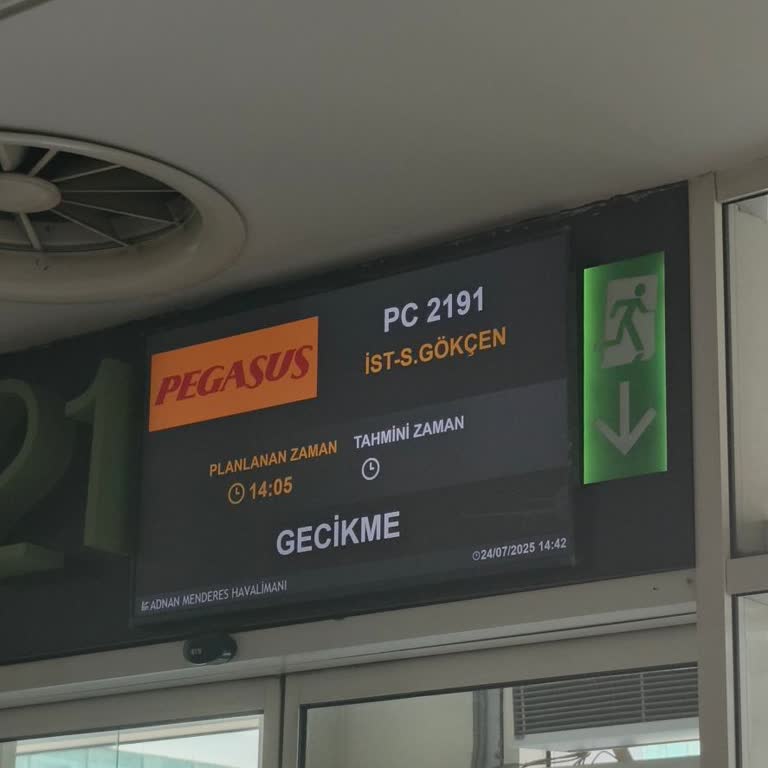 PC 2191
PEGASUS
İST-S.GÖKÇEN
PLANLANAN ZAMAN
TAHMİNİ ZAMAN
14:05
GECİKME
24/07/2025 14:42
ADNAN MENDERES HAVALİMANI
21